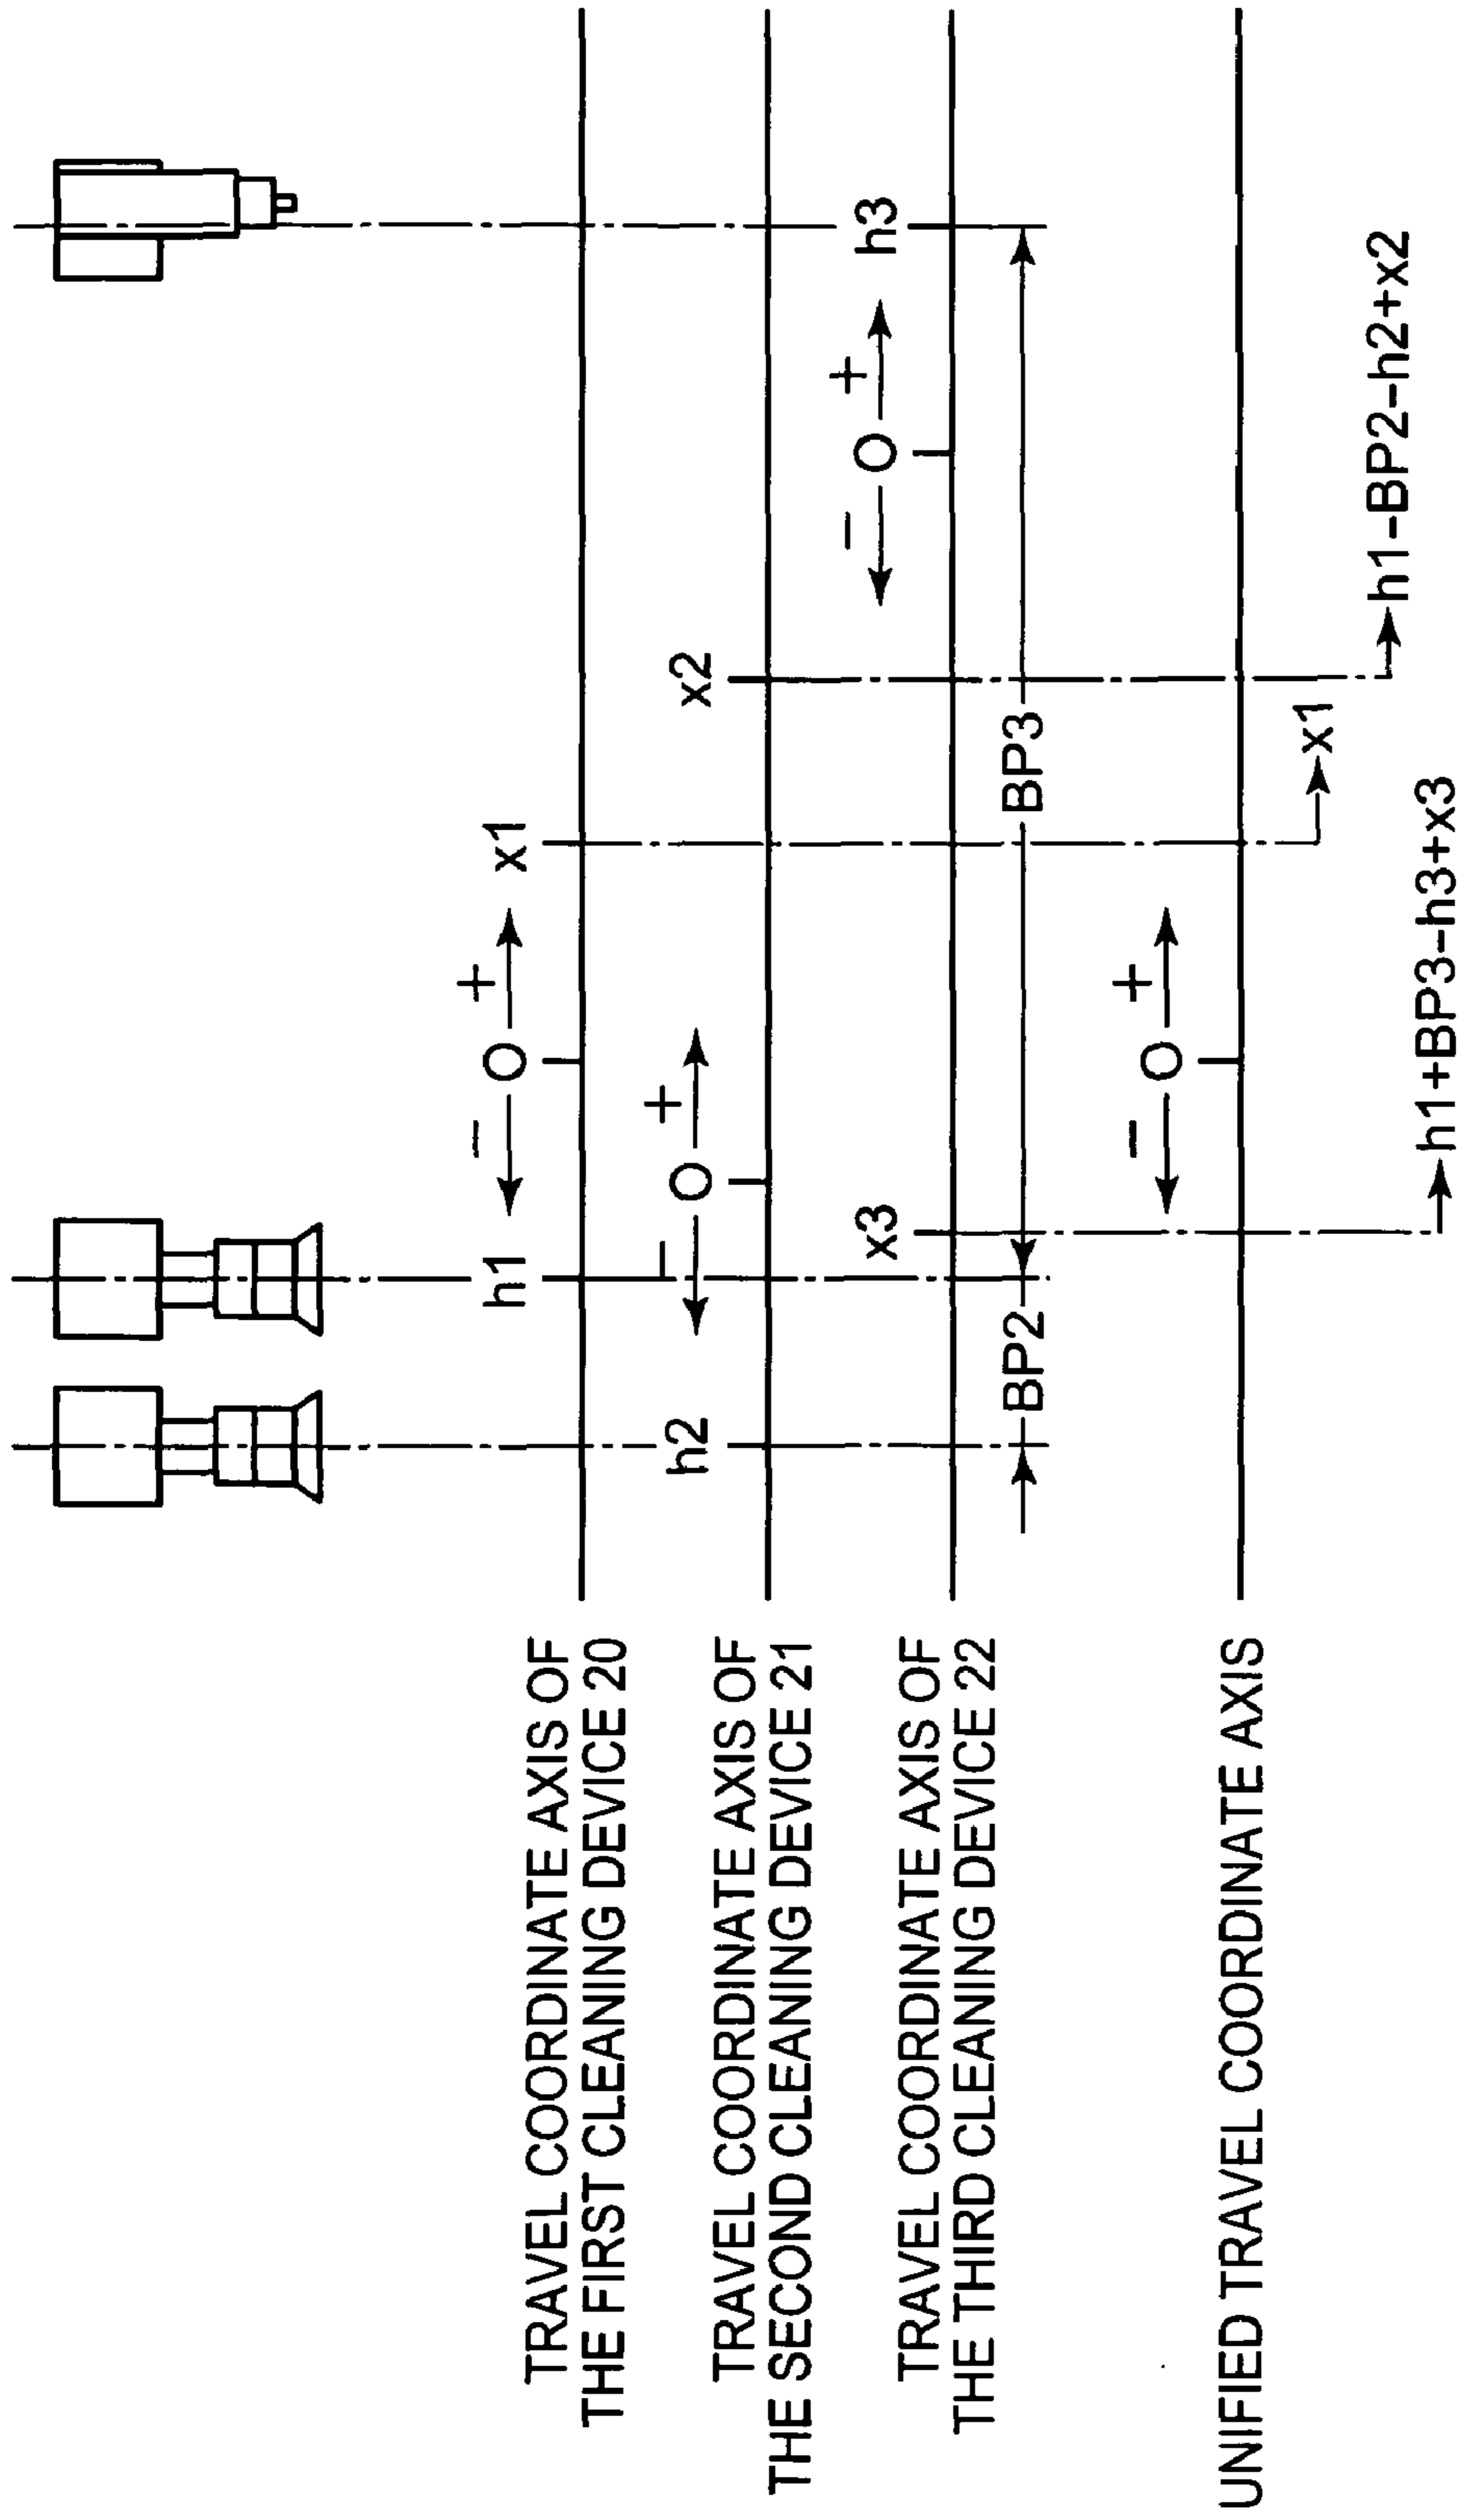 h2
h1
- O + x1
TRAVEL COORDINATE AXIS OF
THE FIRST CLEANING DEVICE 20
- O +
x2
TRAVEL COORDINATE AXIS OF
THE SECOND CLEANING DEVICE 21
x3
- O +
h3
TRAVEL COORDINATE AXIS OF
THE THIRD CLEANING DEVICE 22
BP2
BP3
- O +
UNIFIED TRAVEL COORDINATE AXIS
x1
h1-BP2-h2+x2
h1+BP3-h3+x3